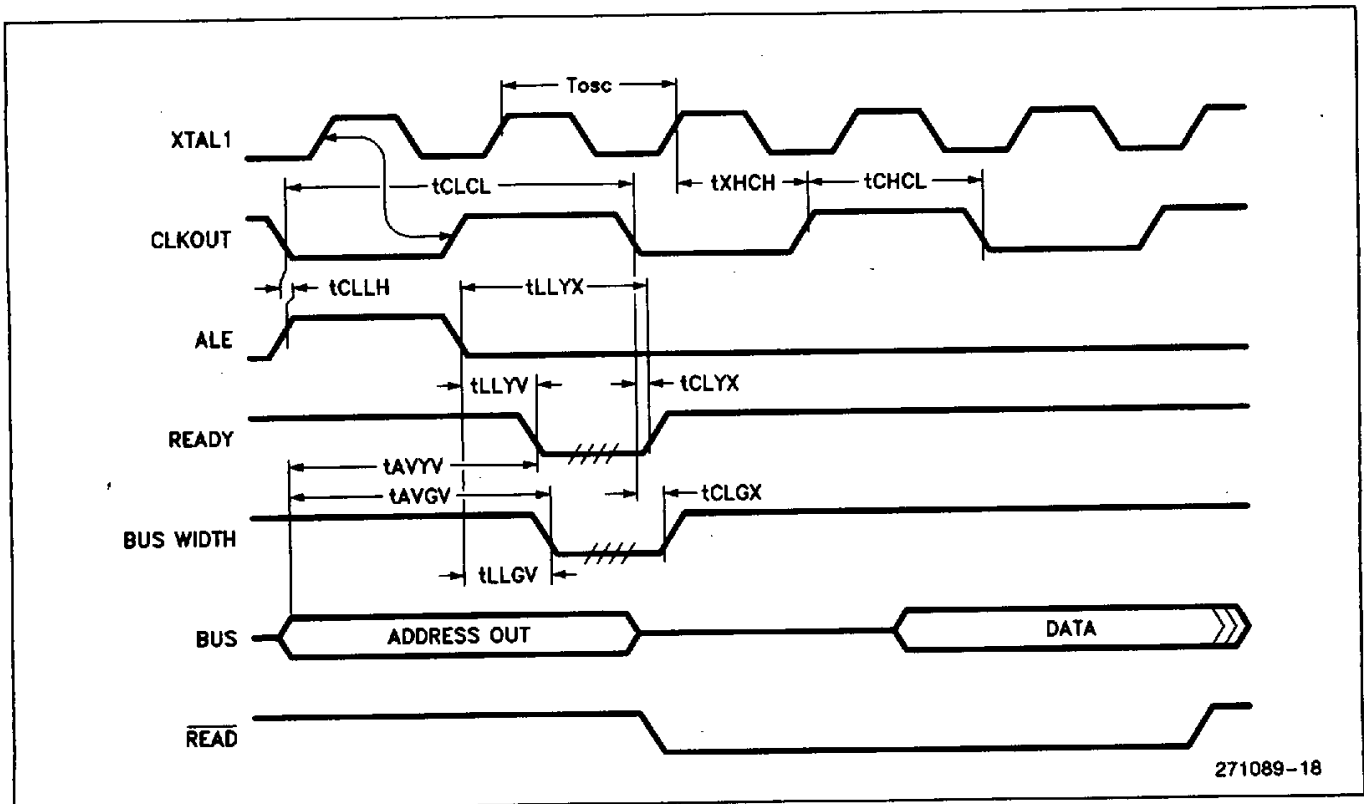 Tosc
XTAL1
tCLCL
tXHCH
tCHCL
CLKOUT
tCLLH
tLLYX
ALE
tLLYV
tCLYX
READY
tAVYV
tAVGV
tCLGX
BUS WIDTH
tLLGV
BUS
ADDRESS OUT
DATA
READ
271089-18